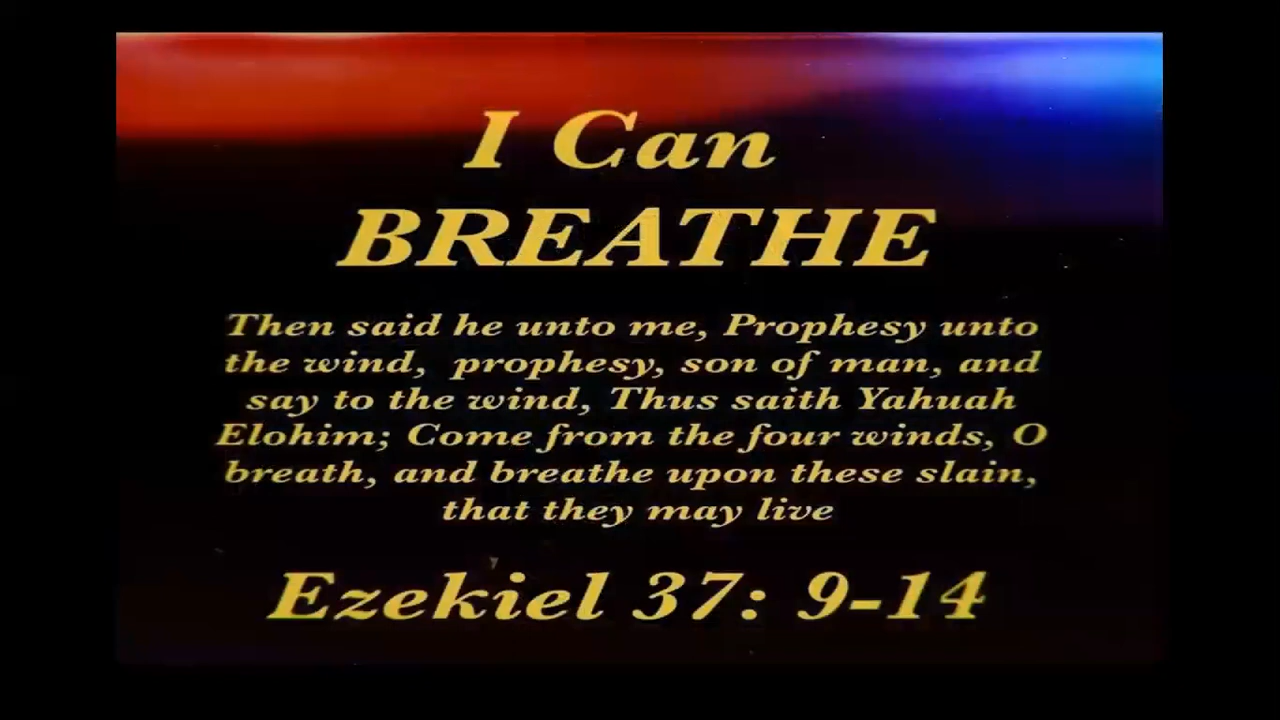 I Can
BREATHE
Then said he unto me, Prophesy unto
the wind, prophesy, son of man, and
say to the wind, Thus saith Yahuah
Elohim; Come from the four winds, O
breath, and breathe upon these slain,
that they may live
Ezekiel 37: 9-14